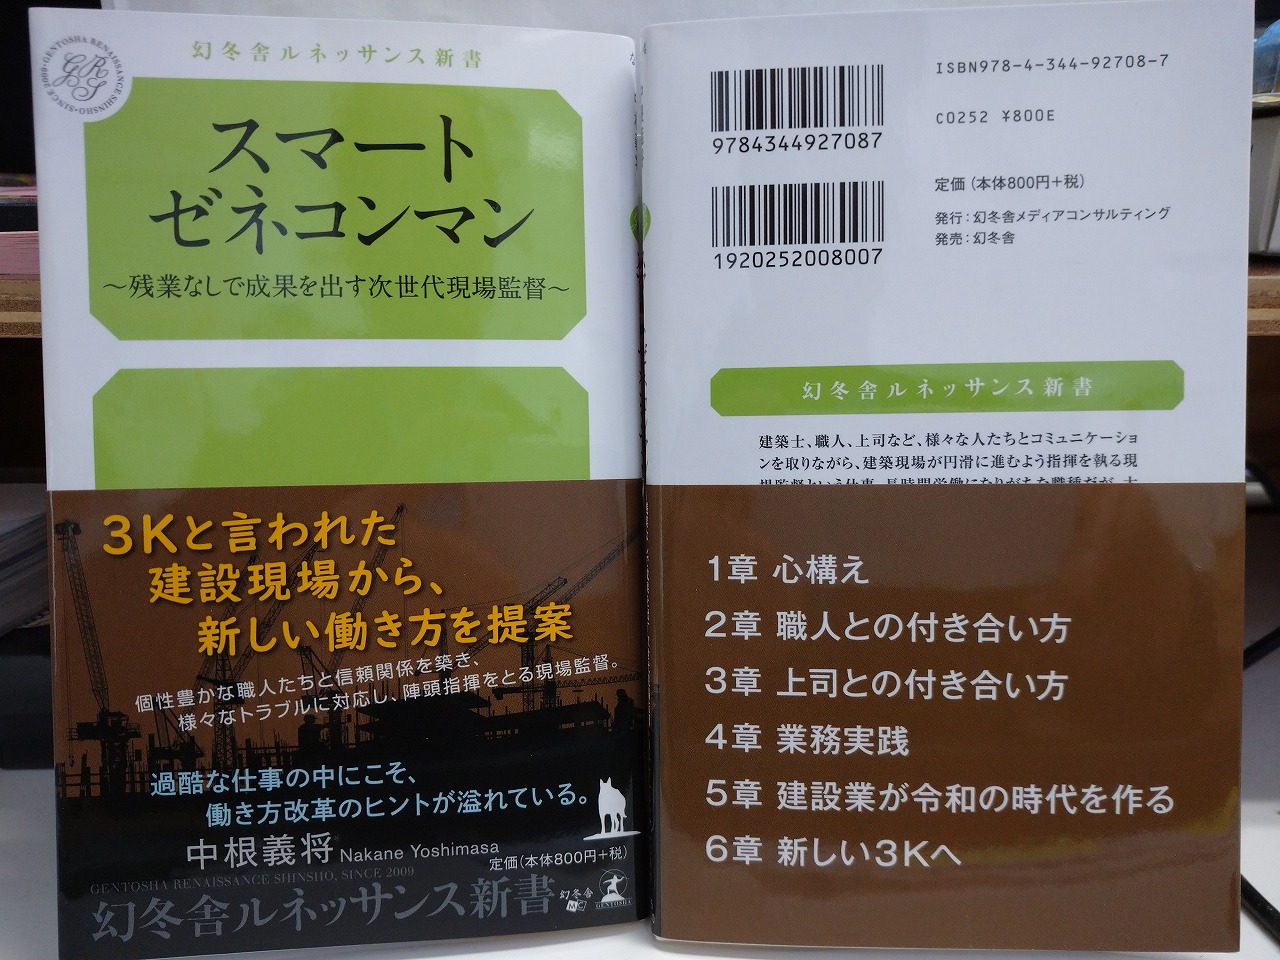 幻冬舎ルネッサンス新書
GENTOSHA RENAISSANCE SHINSHO・SINCE 2009・
GRS
スマート
ゼネコンマン
～残業なしで成果を出す次世代現場監督～
3Kと言われた
建設現場から、
新しい働き方を提案
個性豊かな職人たちと信頼関係を築き、
様々なトラブルに対応し、陣頭指揮をとる現場監督。
過酷な仕事の中にこそ、
働き方改革のヒントが溢れている。
中根義将 Nakane Yoshimasa
定価(本体800円+税)
GENTOSHA RENAISSANCE SHINSHO, SINCE 2009
幻冬舎ルネッサンス新書
幻冬舎
MC
GENTOSHA
ISBN978-4-344-92708-7
9784344927087
C0252 ¥800E
定価(本体800円+税)
1920252008007
発行:幻冬舎メディアコンサルティング
発売:幻冬舎
幻冬舎ルネッサンス新書
建築士、職人、上司など、様々な人たちとコミュニケーショ
ンを取りながら、建築現場が円滑に進むよう指揮を執る現
1章 心構え
2章 職人との付き合い方
3章 上司との付き合い方
4章 業務実践
5章 建設業が令和の時代を作る
6章 新しい3Kへ